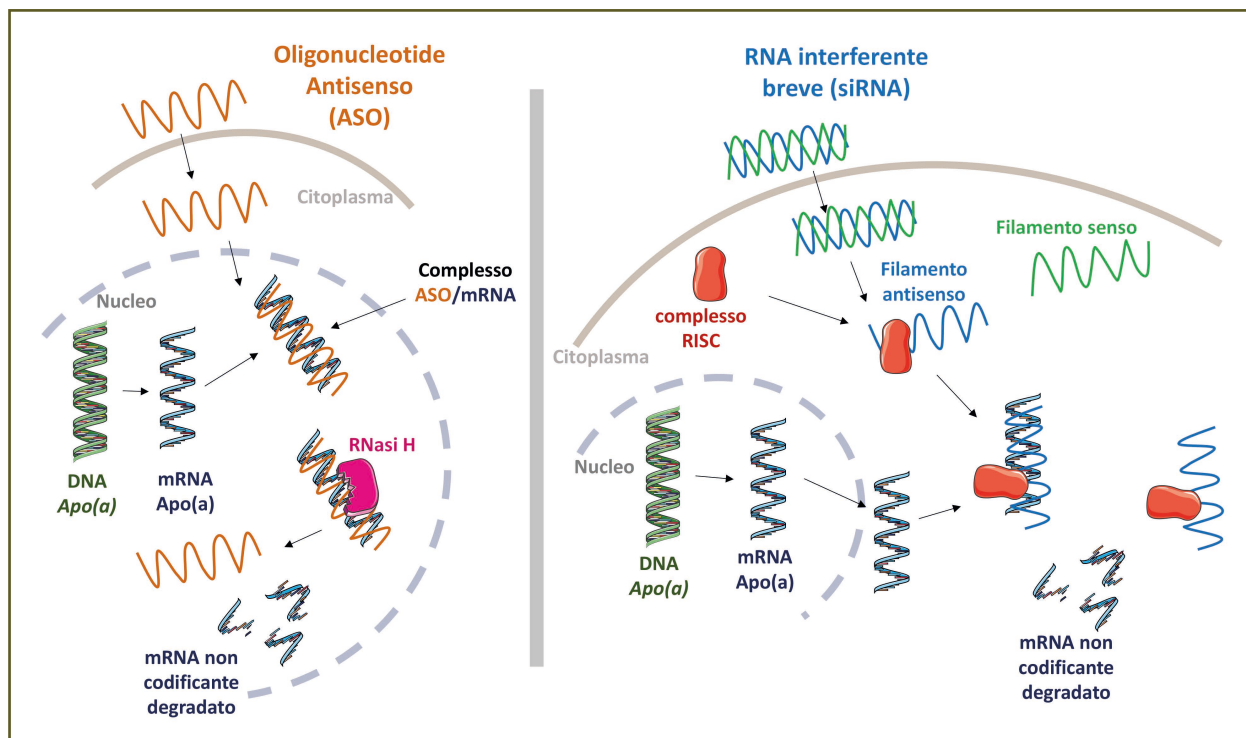 Oligonucleotide
Antisenso
(ASO)
Citoplasma
Nucleo
Complesso
ASO/mRNA
DNA
Apo(a)
mRNA
Apo(a)
RNasi H
mRNA non
codificante
degradato
RNA interferente
breve (siRNA)
Filamento senso
Filamento
antisenso
complesso
RISC
Citoplasma
Nucleo
DNA
Apo(a)
mRNA
Apo(a)
mRNA non
codificante
degradato